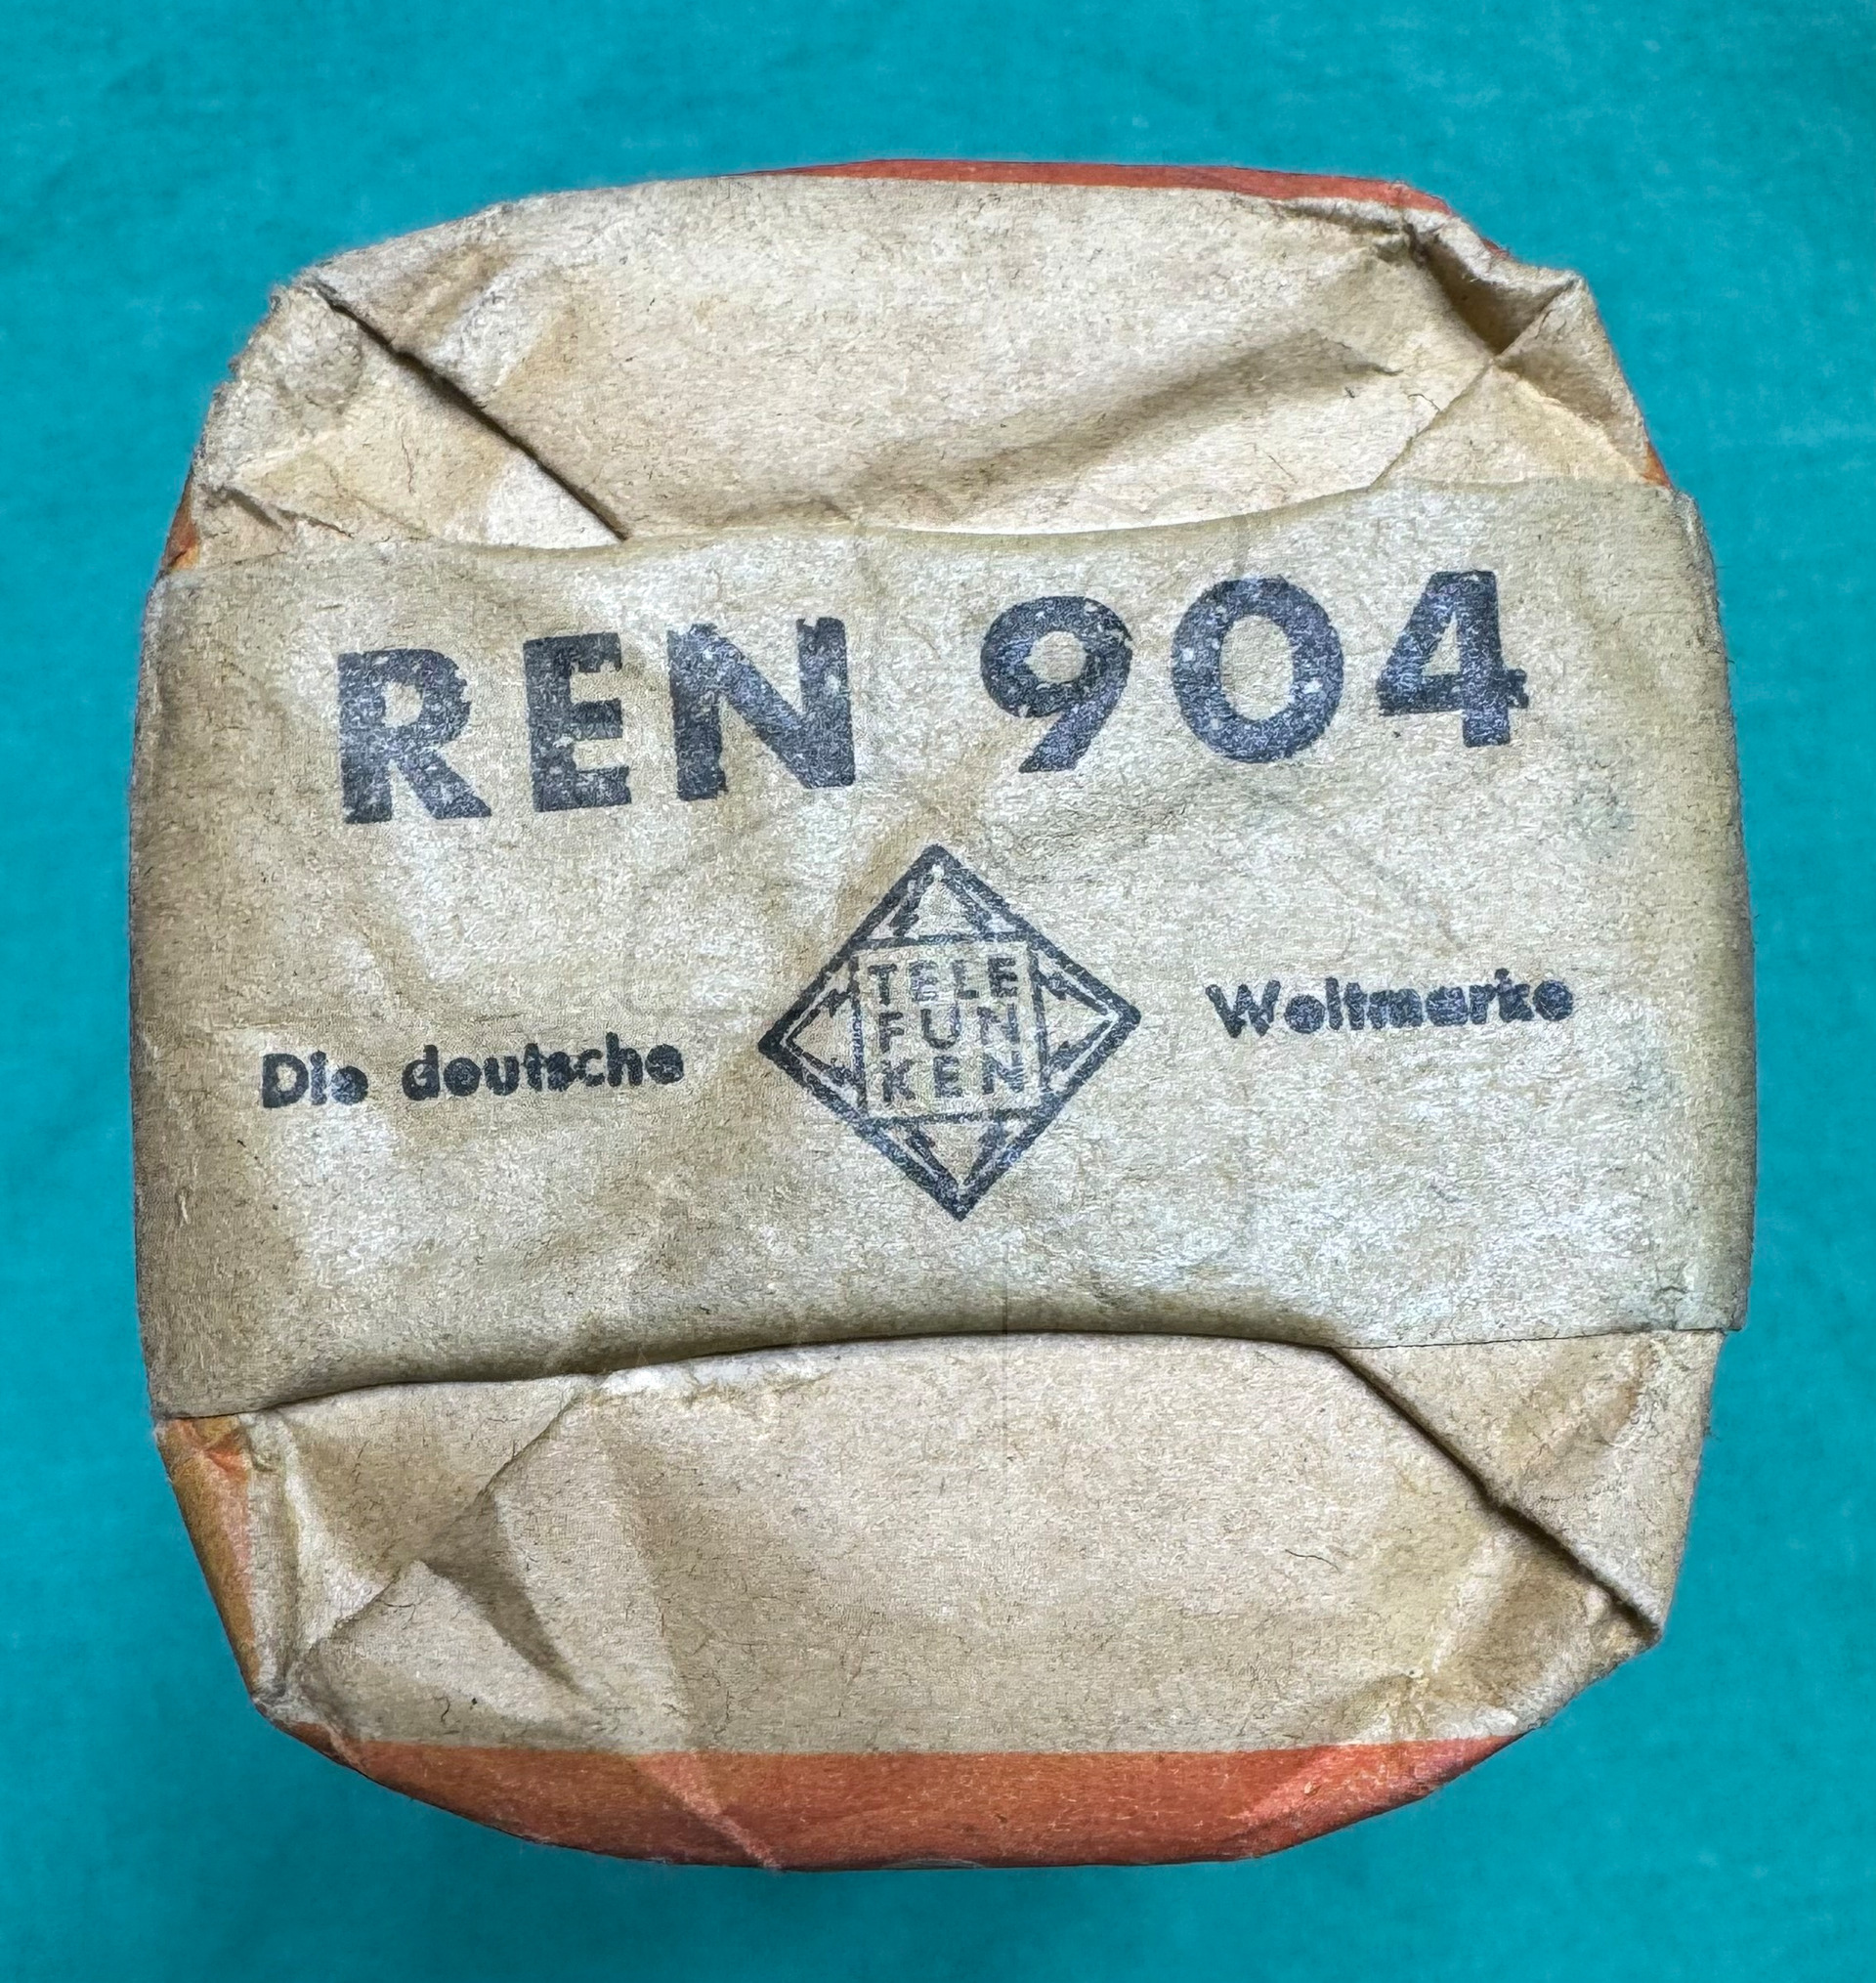 REN 904
TELE
FUN
KEN
Die deutsche Weltmarke